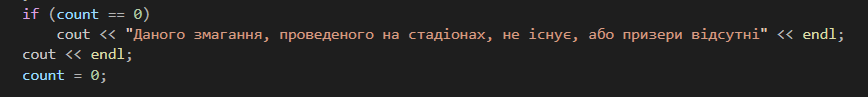 if (count == 0)
cout << "Даного змагання, проведеного на стадіонах, не існує, або призери відсутні" << endl;
cout << endl;
count = 0;